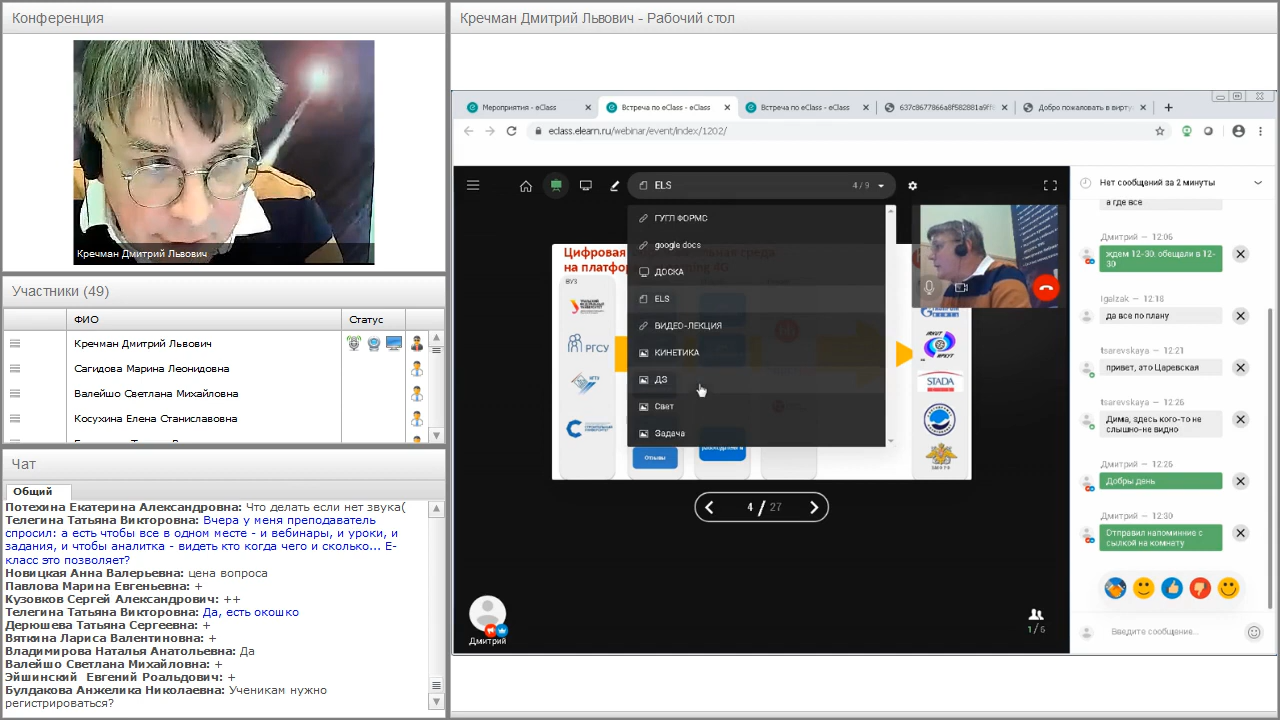 Конференция
Кречман Дмитрий Львович
Участники (49)
ФИО
Статус
Кречман Дмитрий Львович
Сагидова Марина Леонидовна
Валейшо Светлана Михайловна
Косухина Елена Станиславовна
Чат
Общий
Потехина Екатерина Александровна: Что делать если нет звука(
Телегина Татьяна Викторовна: Вчера у меня преподаватель
спросил: а есть чтобы все в одном месте - и вебинары, и уроки, и
задания, и чтобы аналитка - видеть кто когда чего и сколько... Е-
класс это позволяет?
Новицкая Анна Валерьевна: цена вопроса
Павлова Марина Евгеньевна: +
Кузовков Сергей Александрович: ++
Телегина Татьяна Викторовна: Да, есть окошко
Дерюшева Татьяна Сергеевна: +
Вяткина Лариса Валентиновна: +
Владимирова Наталья Анатольевна: Да
Валейшо Светлана Михайловна: +
Эйшинский Евгений Роальдович: +
Булдакова Анжелика Николаевна: Ученикам нужно
регистрироваться?
Кречман Дмитрий Львович - Рабочий стол
Мероприятия - eClass
Встреча по eClass - eClass
Встреча по eClass - eClass
637c8677866a8f582881a9ff
Добро пожаловать в вирту
eclass.elearn.ru/webinar/event/index/1202/
ELS
4 / 9
ГУГЛ ФОРМС
google docs
ДОСКА
ELS
ВИДЕО-ЛЕКЦИЯ
КИНЕТИКА
ДЗ
Свет
Задача
Цифровая
на платфор
4G
ВУЗ
РГСУ
Отзывы
STADA
4 / 27
Дмитрий
1/6
Нет сообщений за 2 минуты
а где все
Дмитрий — 12:06
ждем 12-30. обещали в 12-
30
Igalzak — 12:18
да все по плану
tsarevskaya — 12:21
привет, это Царевская
tsarevskaya — 12:26
Дима, здесь кого-то не
слышно-не видно
Дмитрий — 12:26
Добры день
Дмитрий — 12:30
Отправил напоминние с
сылкой на комнату
Введите сообщение...